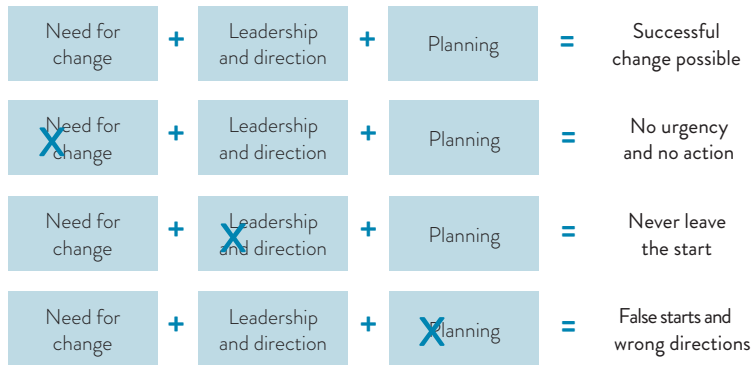 Need for + Leadership + Planning = Successful
change and direction change possible
X Need for + Leadership + Planning = No urgency
change and direction and no action
Need for + X Leadership + Planning = Never leave
change and direction the start
Need for + Leadership + X Planning = False starts and
change and direction wrong directions